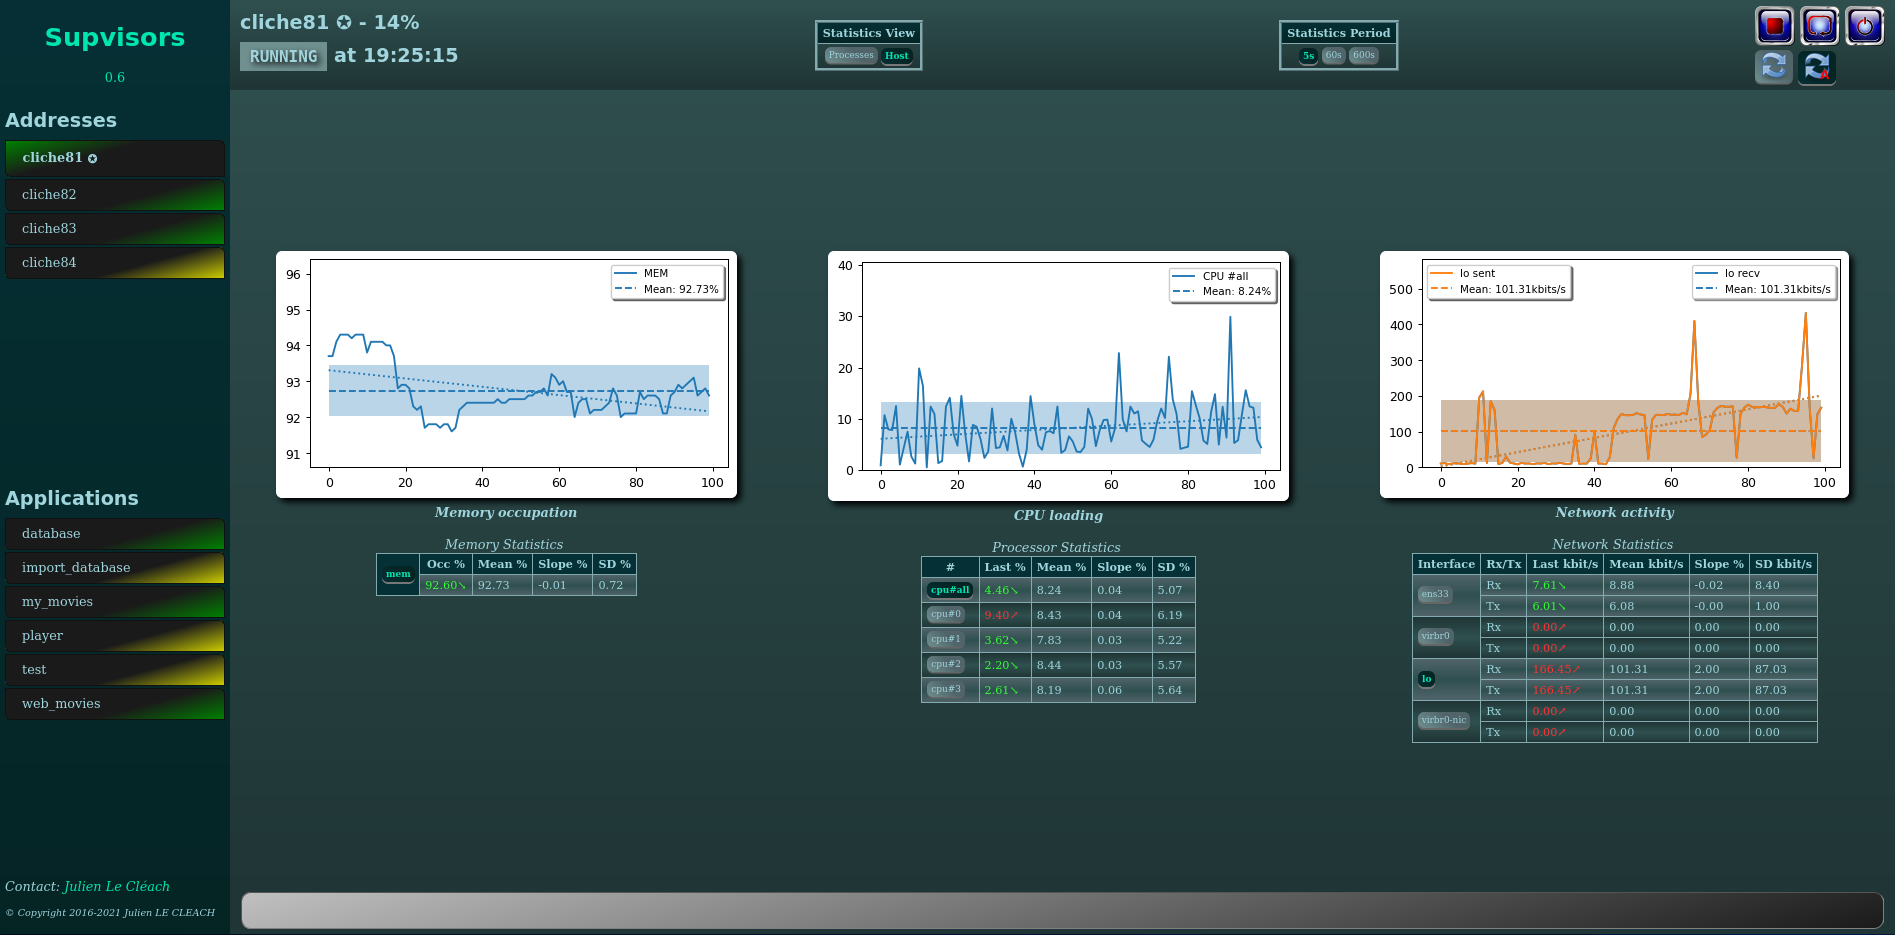 Supvisors
0.6
Addresses
cliche81 ✪
cliche82
cliche83
cliche84
Applications
database
import_database
my_movies
player
test
web_movies
Contact: Julien Le Cléach
© Copyright 2016-2021 Julien LE CLEACH
cliche81 ✪ - 14%
RUNNING at 19:25:15
Statistics View
Processes Host
Statistics Period
5s 60s 600s
A
MEM
Mean: 92.73%
96
95
94
93
92
91
0 20 40 60 80 100
Memory occupation
Memory Statistics
mem Occ % Mean % Slope % SD %
92.60↘ 92.73 -0.01 0.72
CPU #all
Mean: 8.24%
40
30
20
10
0
0 20 40 60 80 100
CPU loading
Processor Statistics
# Last % Mean % Slope % SD %
cpu#all 4.46↘ 8.24 0.04 5.07
cpu#0 9.40↗ 8.43 0.04 6.19
cpu#1 3.62↘ 7.83 0.03 5.22
cpu#2 2.20↘ 8.44 0.03 5.57
cpu#3 2.61↘ 8.19 0.06 5.64
lo sent
Mean: 101.31kbits/s
lo recv
Mean: 101.31kbits/s
500
400
300
200
100
0
0 20 40 60 80 100
Network activity
Network Statistics
Interface Rx/Tx Last kbit/s Mean kbit/s Slope % SD kbit/s
ens33 Rx 7.61↘ 8.88 -0.02 8.40
Tx 6.01↘ 6.08 -0.00 1.00
virbr0 Rx 0.00↗ 0.00 0.00 0.00
Tx 0.00↗ 0.00 0.00 0.00
lo Rx 166.45↗ 101.31 2.00 87.03
Tx 166.45↗ 101.31 2.00 87.03
virbr0-nic Rx 0.00↗ 0.00 0.00 0.00
Tx 0.00↗ 0.00 0.00 0.00